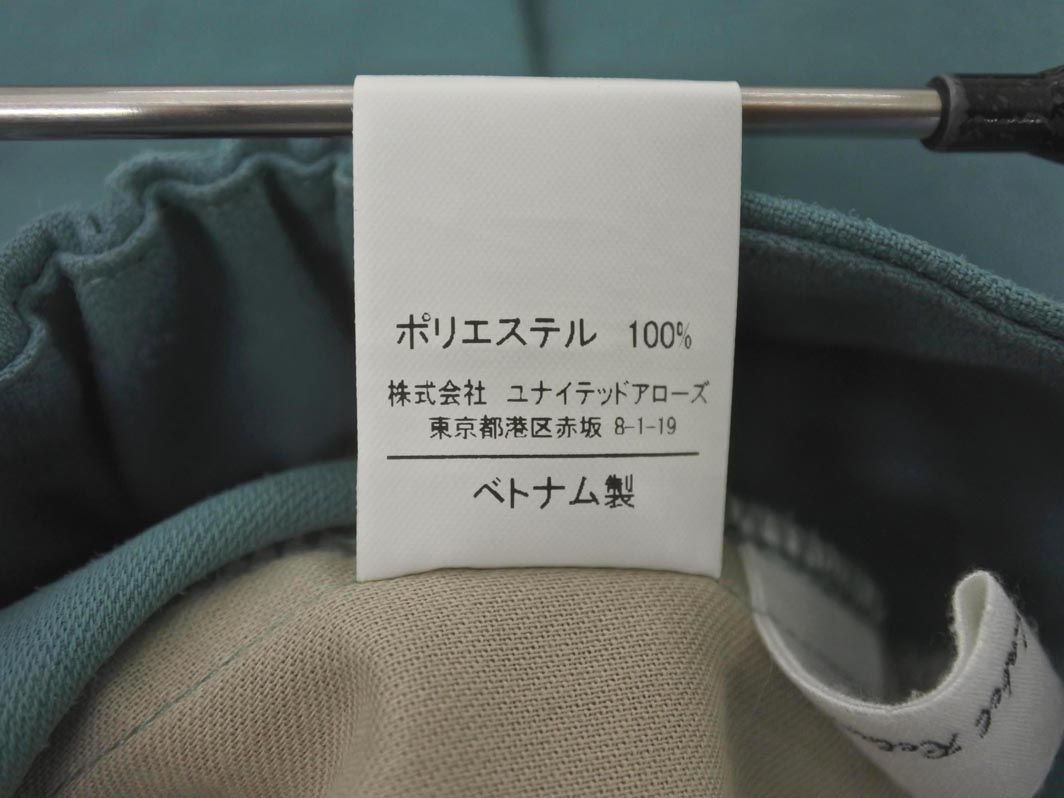 ポリエステル 100%
株式会社 ユナイテッドアローズ
東京都港区赤坂 8-1-19
ベトナム製